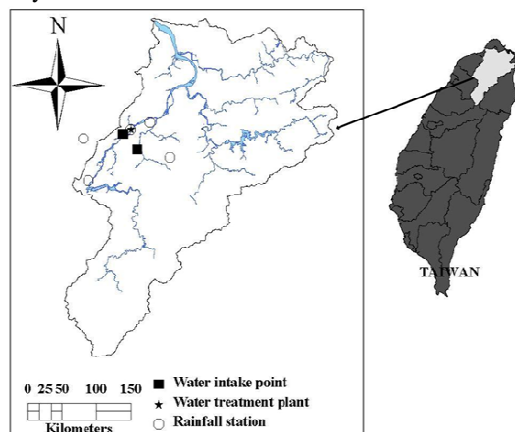 N
TAIWAN
0 25 50 100 150
Kilometers
Water intake point
Water treatment plant
Rainfall station